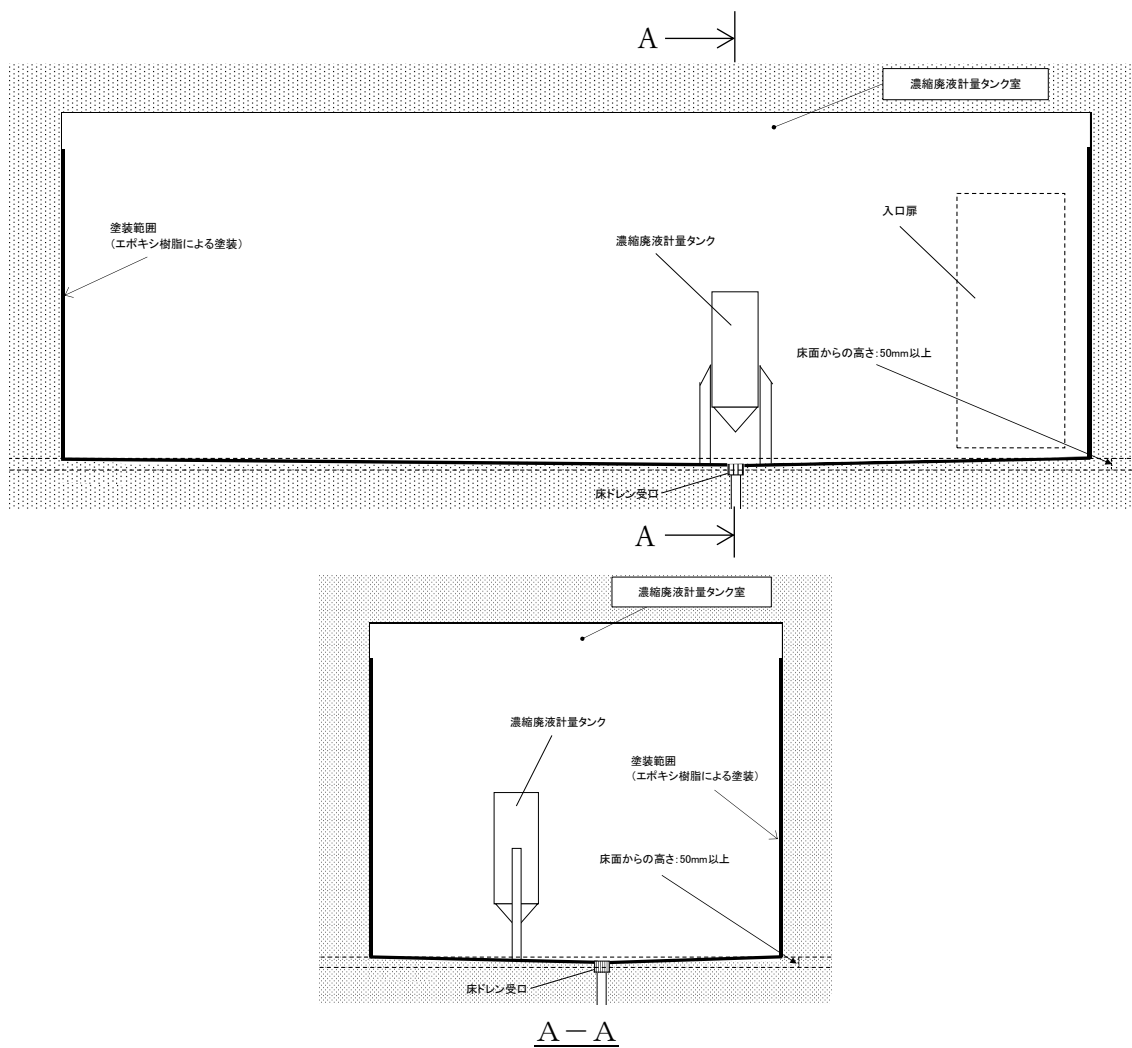 A
濃縮廃液計量タンク室
塗装範囲
(エポキシ樹脂による塗装)
入口扉
濃縮廃液計量タンク
床面からの高さ:50mm以上
床ドレン受口
A
濃縮廃液計量タンク室
濃縮廃液計量タンク
塗装範囲
(エポキシ樹脂による塗装)
床面からの高さ:50mm以上
床ドレン受口
A-A